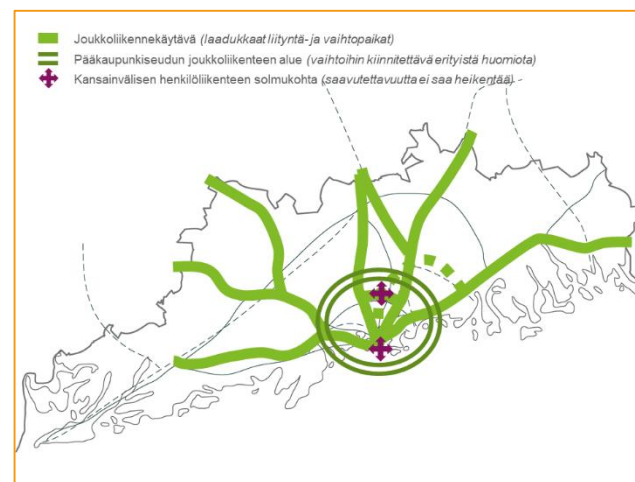 Joukkoliikennekäytävä (laadukkaat liityntä- ja vaihtopaikat)
Pääkaupunkiseudun joukkoliikenteen alue (vaihtoihin kiinnitettävä erityistä huomiota)
Kansainvälisen henkilöliikenteen solmukohta (saavutettavuutta ei saa heikentää)